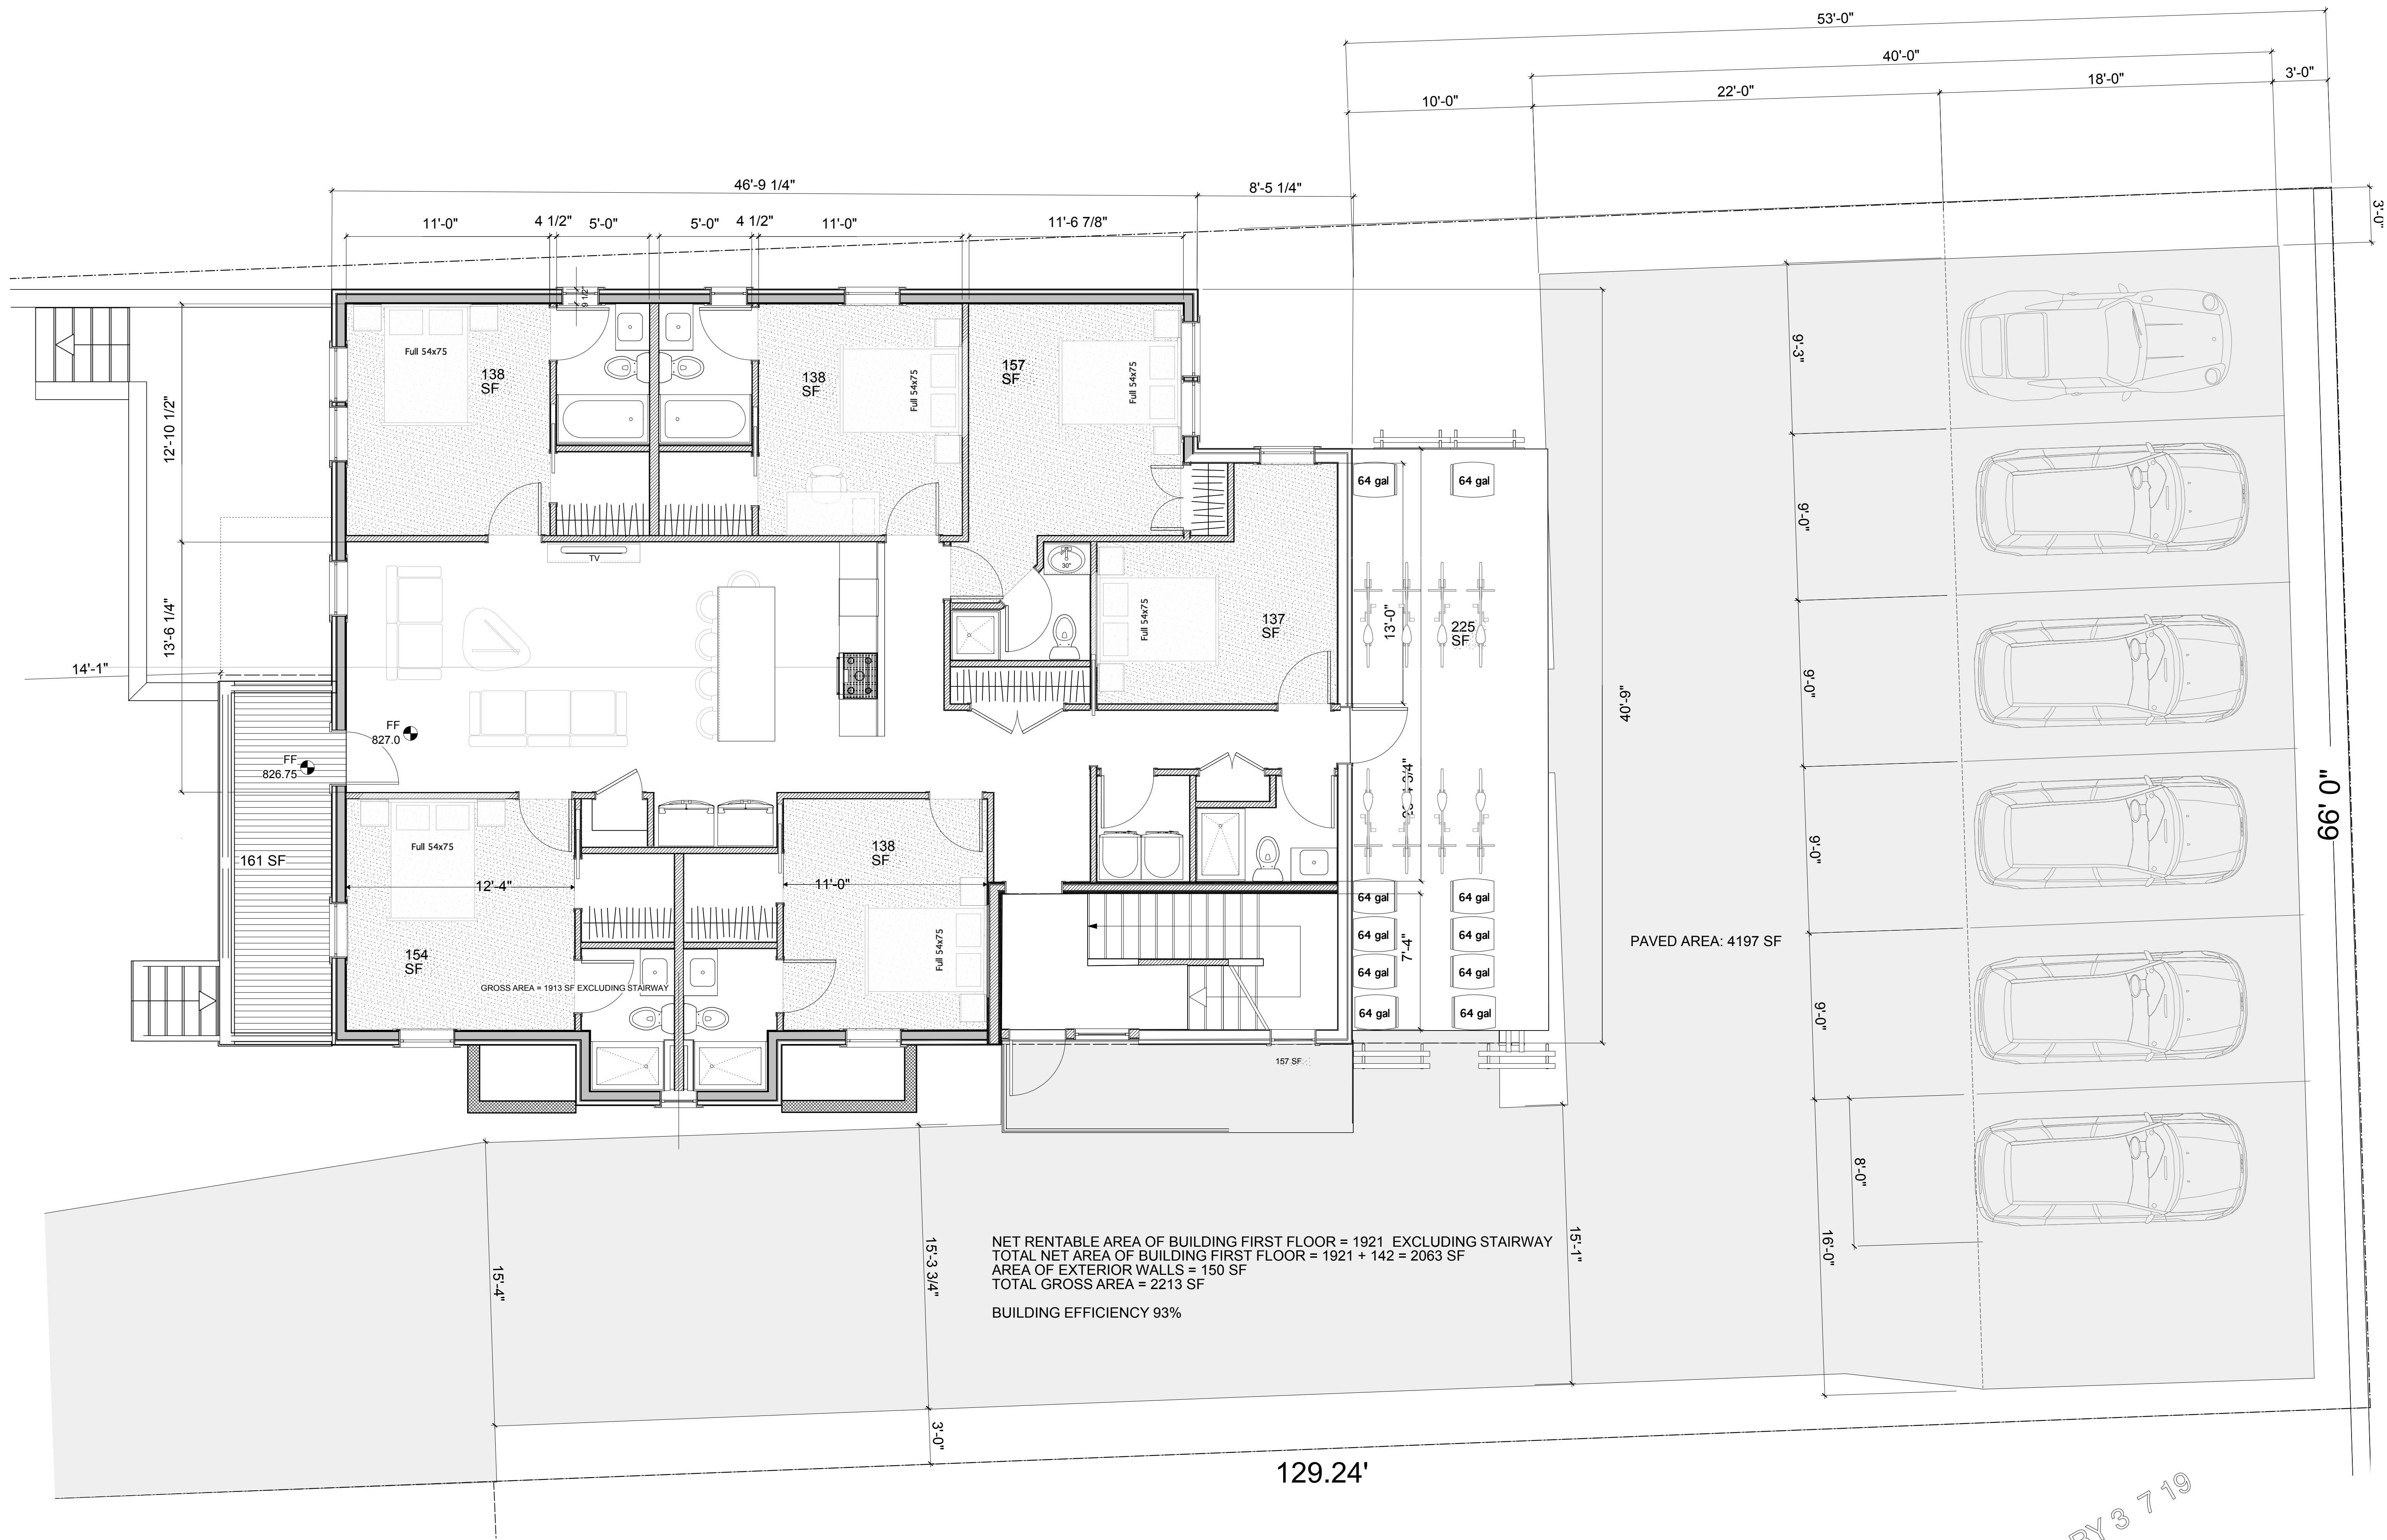 53'-0"
40'-0"
10'-0"
22'-0"
18'-0"
3'-0"
46'-9 1/4"
8'-5 1/4"
3'-0"
11'-0"
4 1/2"
5'-0"
5'-0"
4 1/2"
11'-0"
11'-6 7/8"
9 1/2"
9'-3"
Full 54x75
138
SF
138
SF
Full 54x75
157
SF
Full 54x75
12'-10 1/2"
64 gal
64 gal
9'-0"
TV
30"
13'-6 1/4"
Full 54x75
137
SF
13'-0"
225
SF
14'-1"
9'-0"
40'-9"
FF
827.0
FF
826.75
66' 0"
161 SF
Full 54x75
138
SF
9'-0"
12'-4"
11'-0"
64 gal
64 gal
154
SF
Full 54x75
64 gal
64 gal
7'-4"
PAVED AREA: 4197 SF
64 gal
64 gal
GROSS AREA = 1913 SF EXCLUDING STAIRWAY
64 gal
64 gal
9'-0"
157 SF
8'-0"
15'-4"
15'-3 3/4"
NET RENTABLE AREA OF BUILDING FIRST FLOOR = 1921 EXCLUDING STAIRWAY
TOTAL NET AREA OF BUILDING FIRST FLOOR = 1921 + 142 = 2063 SF
AREA OF EXTERIOR WALLS = 150 SF
TOTAL GROSS AREA = 2213 SF
BUILDING EFFICIENCY 93%
15'-1"
16'-0"
3'-0"
129.24'
RY 3 7 19